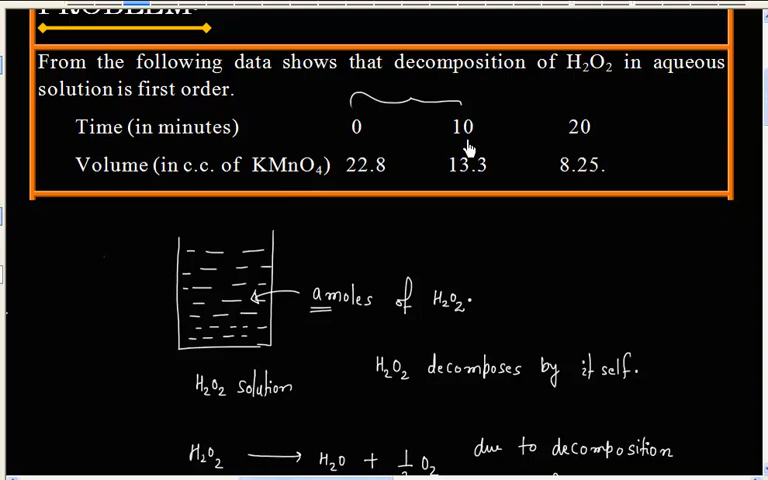 PROBLEM
From the following data shows that decomposition of H₂O₂ in aqueous
solution is first order.
Time (in minutes) 0 10 20
Volume (in c.c. of KMnO₄) 22.8 13.3 8.25.
a moles of H₂O₂.
H₂O₂ decomposes by itself.
H₂O₂ solution
H₂O₂ ⟶ H₂O + 1/2 O₂ due to decomposition